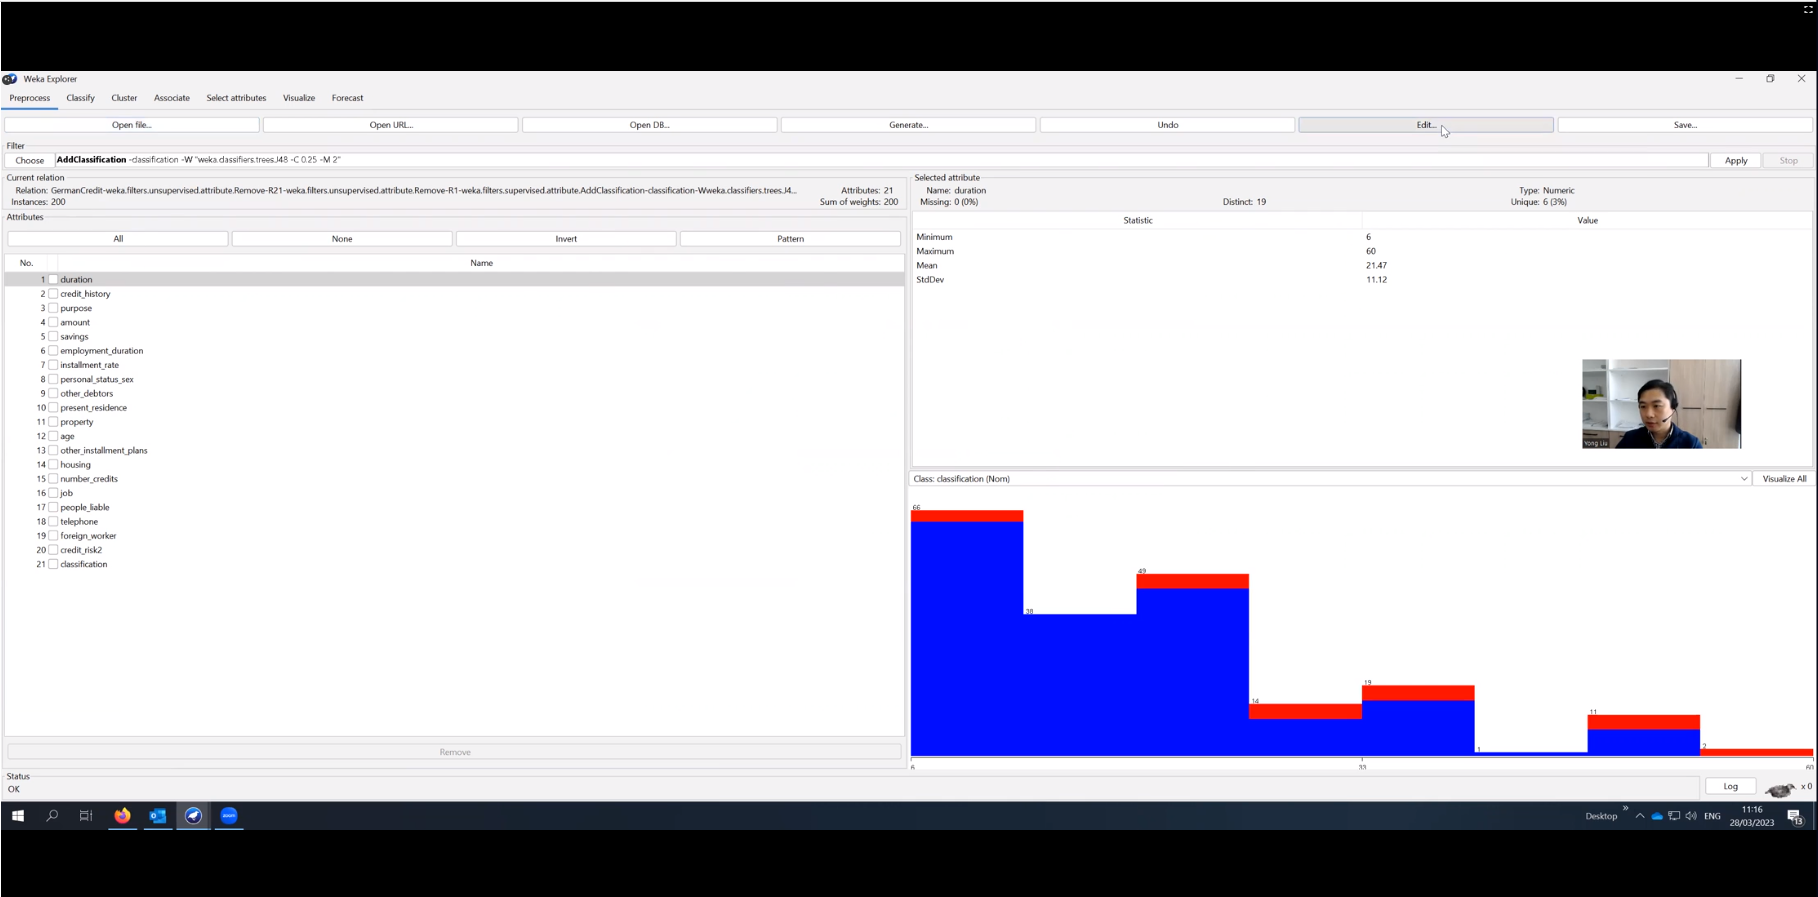 Weka Explorer
Preprocess Classify Cluster Associate Select attributes Visualize Forecast
Open file... Open URL... Open DB... Generate... Undo Edit... Save...
Filter
Choose AddClassification -classification -W "weka.classifiers.trees.J48 -C 0.25 -M 2" Apply Stop
Current relation
Relation: GermanCredit-weka.filters.unsupervised.attribute.Remove-R21-weka.filters.unsupervised.attribute.Remove-R1-weka.filters.supervised.attribute.AddClassification-classification-Wweka.classifiers.trees.J4... Attributes: 21
Instances: 200 Sum of weights: 200
Attributes
All None Invert Pattern
No. Name
1 duration
2 credit_history
3 purpose
4 amount
5 savings
6 employment_duration
7 installment_rate
8 personal_status_sex
9 other_debtors
10 present_residence
11 property
12 age
13 other_installment_plans
14 housing
15 number_credits
16 job
17 people_liable
18 telephone
19 foreign_worker
20 credit_risk2
21 classification
Remove
Selected attribute
Name: duration Type: Numeric
Missing: 0 (0%) Distinct: 19 Unique: 6 (3%)
Statistic Value
Minimum 6
Maximum 60
Mean 21.47
StdDev 11.12
Yong Liu
Class: classification (Nom) Visualize All
66
38
49
14
19
1
11
2
6 33 60
Status
OK
Log x 0
zoom
Desktop ENG 11:16
28/03/2023
13